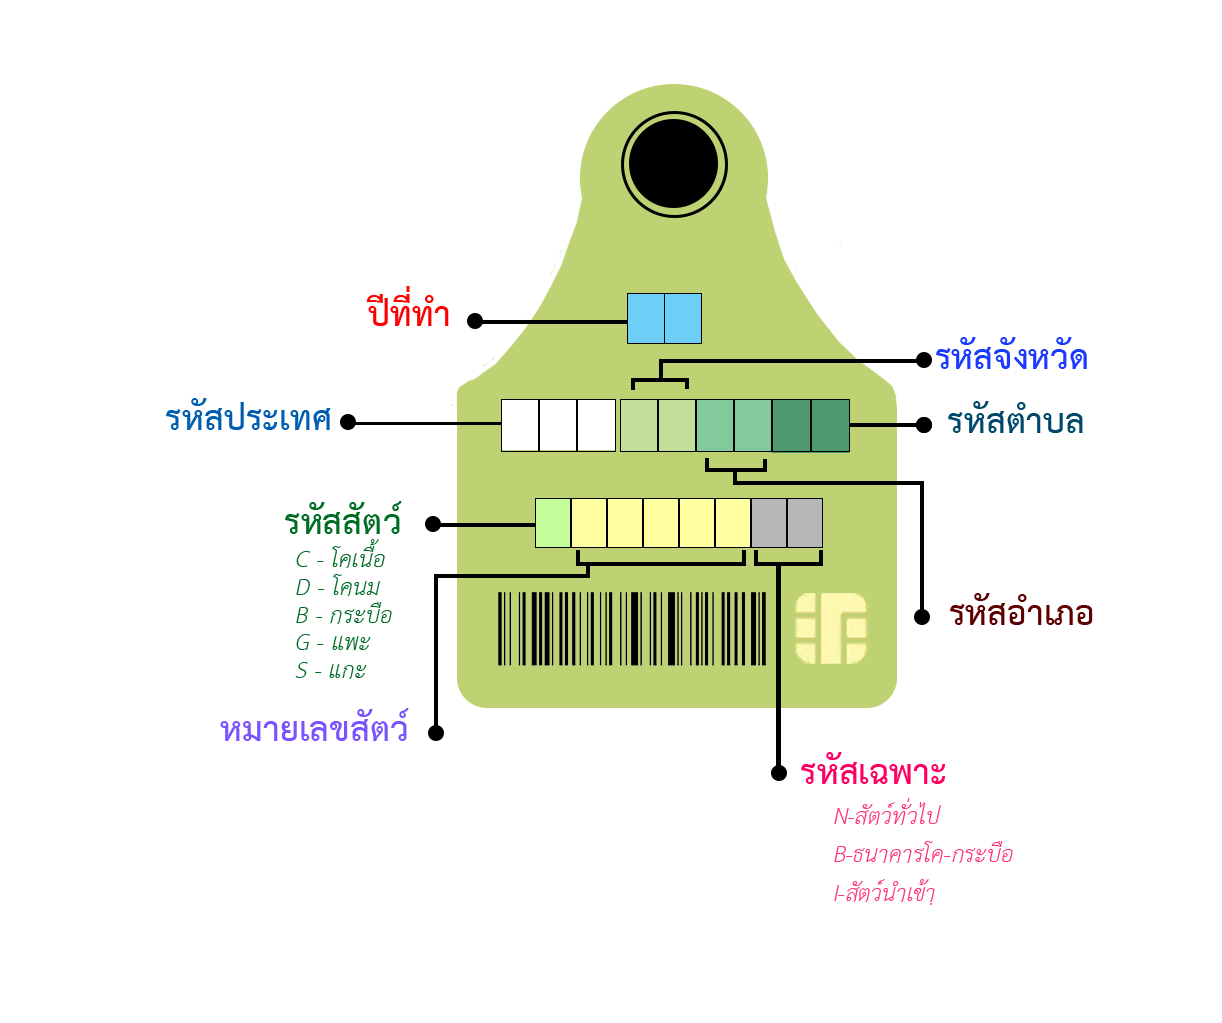 ปีที่ทำ
รหัสจังหวัด
รหัสประเทศ
รหัสตำบล
รหัสสัตว์
C - โคเนื้อ
D - โคนม
B - กระบือ
G - แพะ
S - แกะ
รหัสอำเภอ
หมายเลขสัตว์
รหัสเฉพาะ
N-สัตว์ทั่วไป
B-ธนาคารโค-กระบือ
I-สัตว์นำเข้าฺ